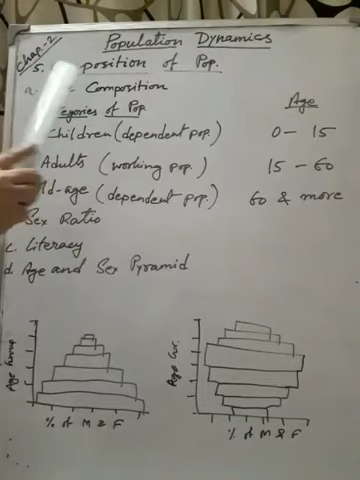 Chap.-2
Population Dynamics
5. position of Pop.
a. Composition
egories of Pop. Age
Children (dependent pop.) 0 - 15
Adults (working pop.) 15 - 60
ld-age (dependent pop.) 60 & more
Sex Ratio
c. Literacy
d. Age and Sex Pyramid
Age Group
% of M & F
Age Gr.
% of M & F